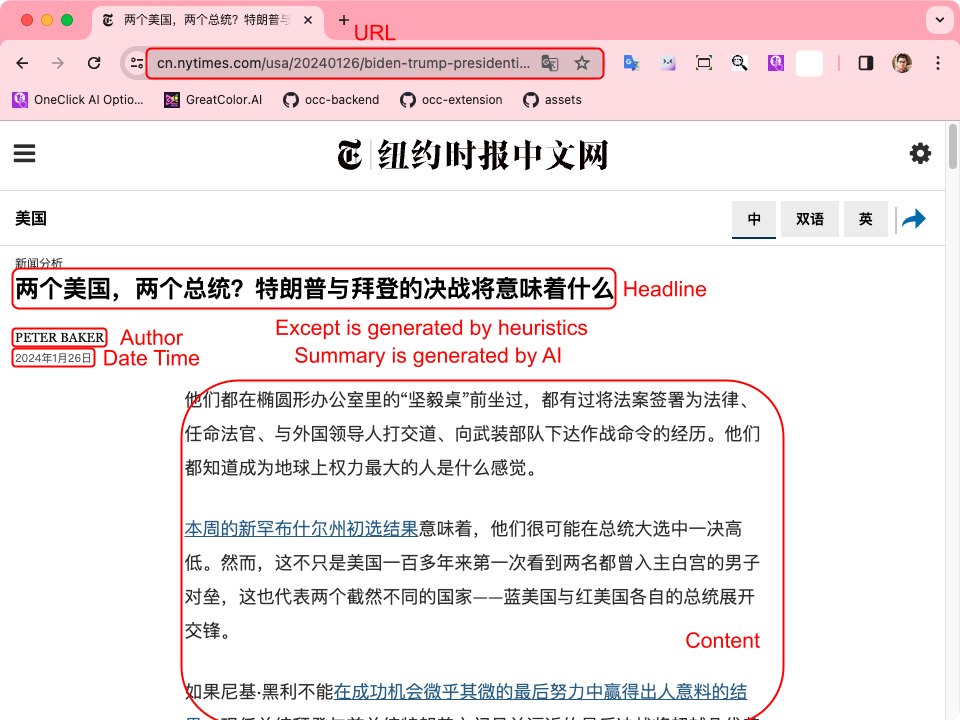 两个美国，两个总统？特朗普与
URL
cn.nytimes.com/usa/20240126/biden-trump-presidenti...
OneClick AI Optio...
GreatColor.AI
occ-backend
occ-extension
assets
纽约时报中文网
美国
中
双语
英
新闻分析
两个美国，两个总统？特朗普与拜登的决战将意味着什么
Headline
PETER BAKER
Author
2024年1月26日
Date Time
Except is generated by heuristics
Summary is generated by AI
他们都在椭圆形办公室里的“坚毅桌”前坐过，都有过将法案签署为法律、
任命法官、与外国领导人打交道、向武装部队下达作战命令的经历。他们
都知道成为地球上权力最大的人是什么感觉。
本周的新罕布什尔州初选结果意味着，他们很可能在总统大选中一决高
低。然而，这不只是美国一百多年来第一次看到两名都曾入主白宫的男子
对垒，这也代表两个截然不同的国家——蓝美国与红美国各自的总统展开
交锋。
Content
如果尼基·黑利不能在成功机会微乎其微的最后努力中赢得出人意料的结